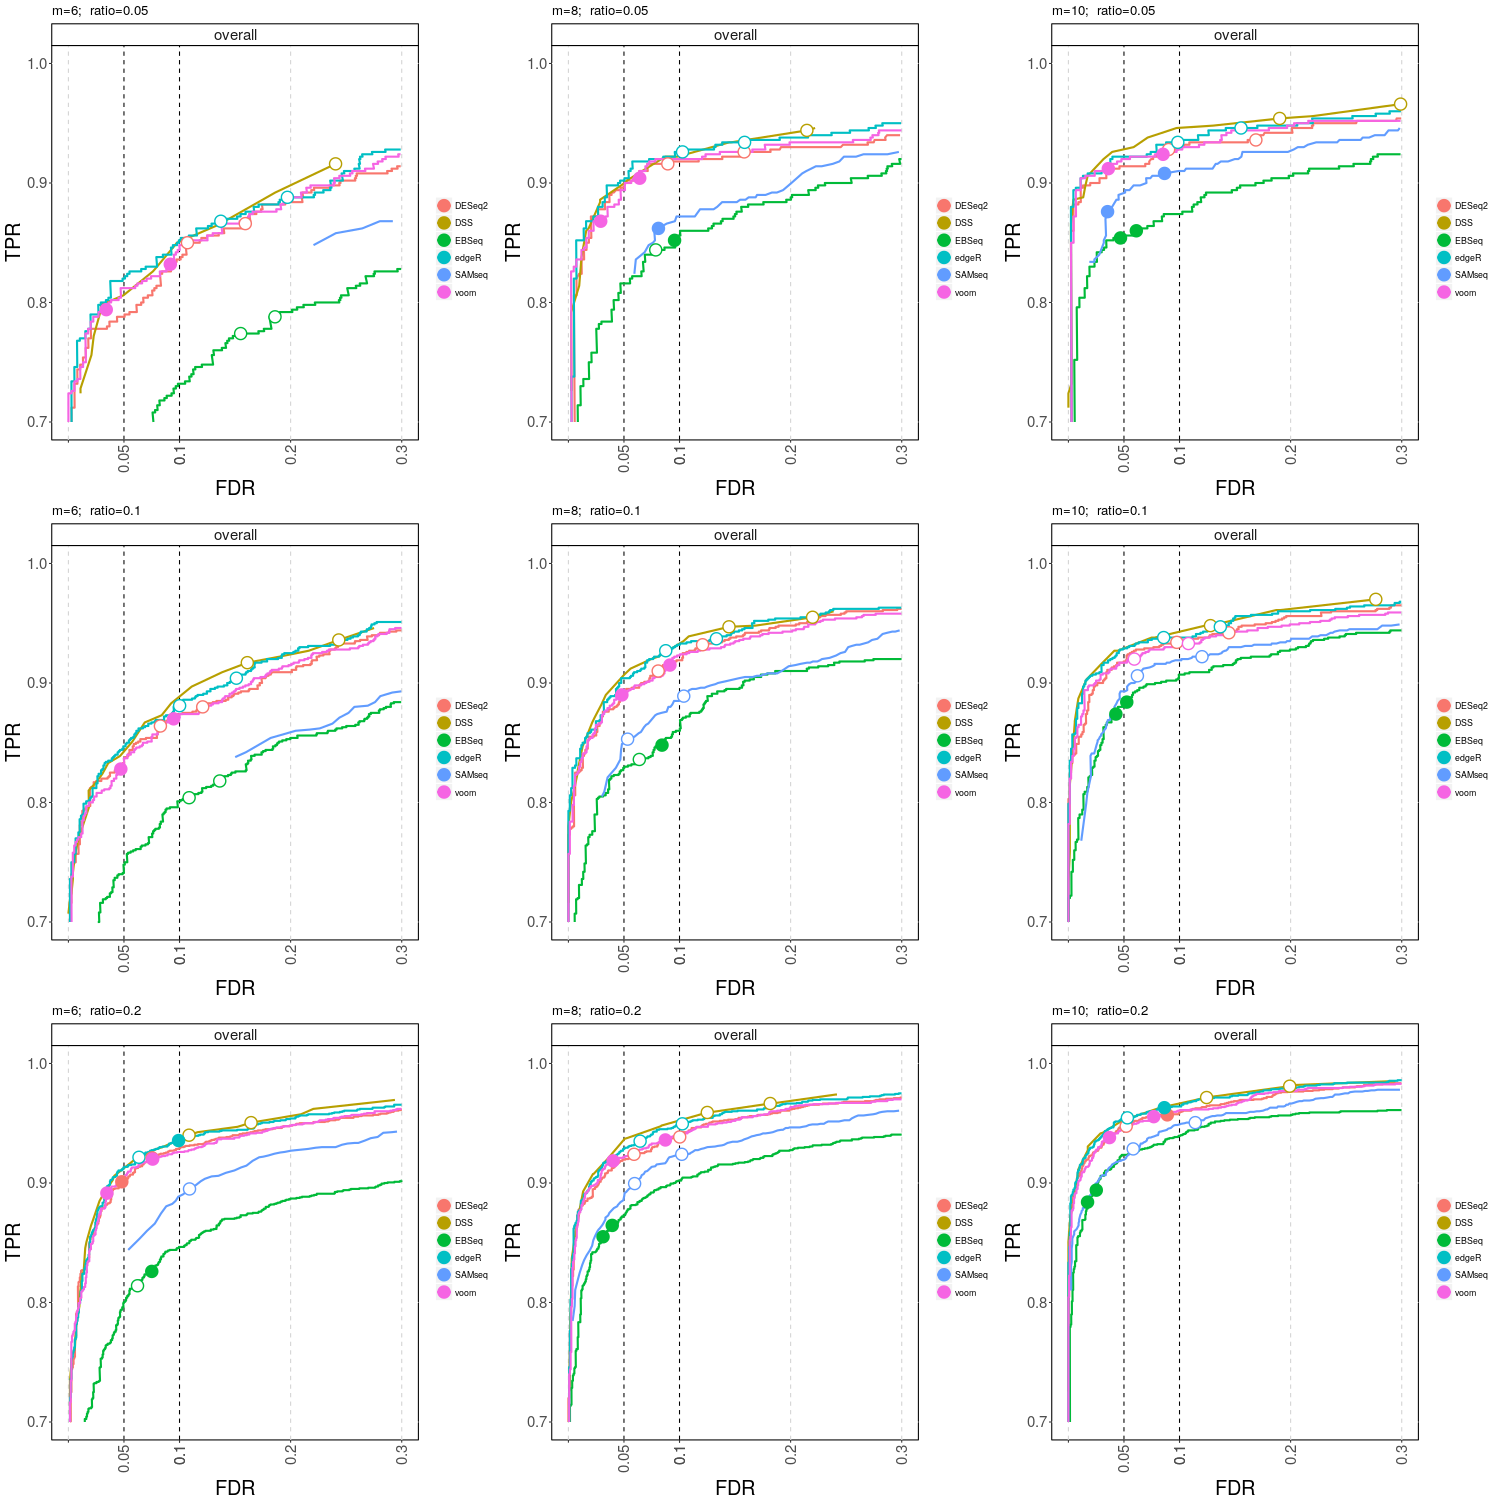 m=6;  ratio=0.05
overall
1.0
0.9
0.8
0.7
TPR
0.05
0.1
0.2
0.3
FDR
DESeq2
DSS
EBSeq
edgeR
SAMseq
voom
m=8;  ratio=0.05
overall
1.0
0.9
0.8
0.7
TPR
0.05
0.1
0.2
0.3
FDR
DESeq2
DSS
EBSeq
edgeR
SAMseq
voom
m=10;  ratio=0.05
overall
1.0
0.9
0.8
0.7
TPR
0.05
0.1
0.2
0.3
FDR
DESeq2
DSS
EBSeq
edgeR
SAMseq
voom
m=6;  ratio=0.1
overall
1.0
0.9
0.8
0.7
TPR
0.05
0.1
0.2
0.3
FDR
DESeq2
DSS
EBSeq
edgeR
SAMseq
voom
m=8;  ratio=0.1
overall
1.0
0.9
0.8
0.7
TPR
0.05
0.1
0.2
0.3
FDR
DESeq2
DSS
EBSeq
edgeR
SAMseq
voom
m=10;  ratio=0.1
overall
1.0
0.9
0.8
0.7
TPR
0.05
0.1
0.2
0.3
FDR
DESeq2
DSS
EBSeq
edgeR
SAMseq
voom
m=6;  ratio=0.2
overall
1.0
0.9
0.8
0.7
TPR
0.05
0.1
0.2
0.3
FDR
DESeq2
DSS
EBSeq
edgeR
SAMseq
voom
m=8;  ratio=0.2
overall
1.0
0.9
0.8
0.7
TPR
0.05
0.1
0.2
0.3
FDR
DESeq2
DSS
EBSeq
edgeR
SAMseq
voom
m=10;  ratio=0.2
overall
1.0
0.9
0.8
0.7
TPR
0.05
0.1
0.2
0.3
FDR
DESeq2
DSS
EBSeq
edgeR
SAMseq
voom